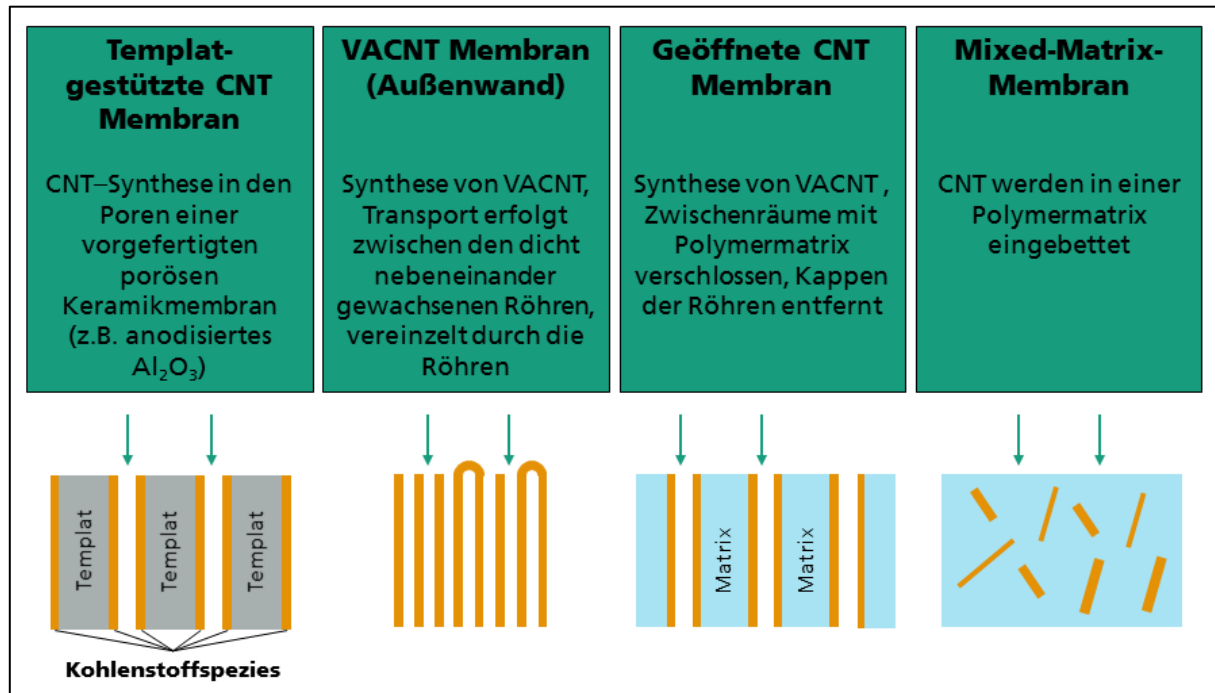 Templat-
gestützte CNT
Membran
CNT–Synthese in den
Poren einer
vorgefertigten
porösen
Keramikmembran
(z.B. anodisiertes
Al₂O₃)
VACNT Membran
(Außenwand)
Synthese von VACNT,
Transport erfolgt
zwischen den dicht
nebeneinander
gewachsenen Röhren,
vereinzelt durch die
Röhren
Geöffnete CNT
Membran
Synthese von VACNT ,
Zwischenräume mit
Polymermatrix
verschlossen, Kappen
der Röhren entfernt
Mixed-Matrix-
Membran
CNT werden in einer
Polymermatrix
eingebettet
Templat
Templat
Templat
Kohlenstoffspezies
Matrix
Matrix